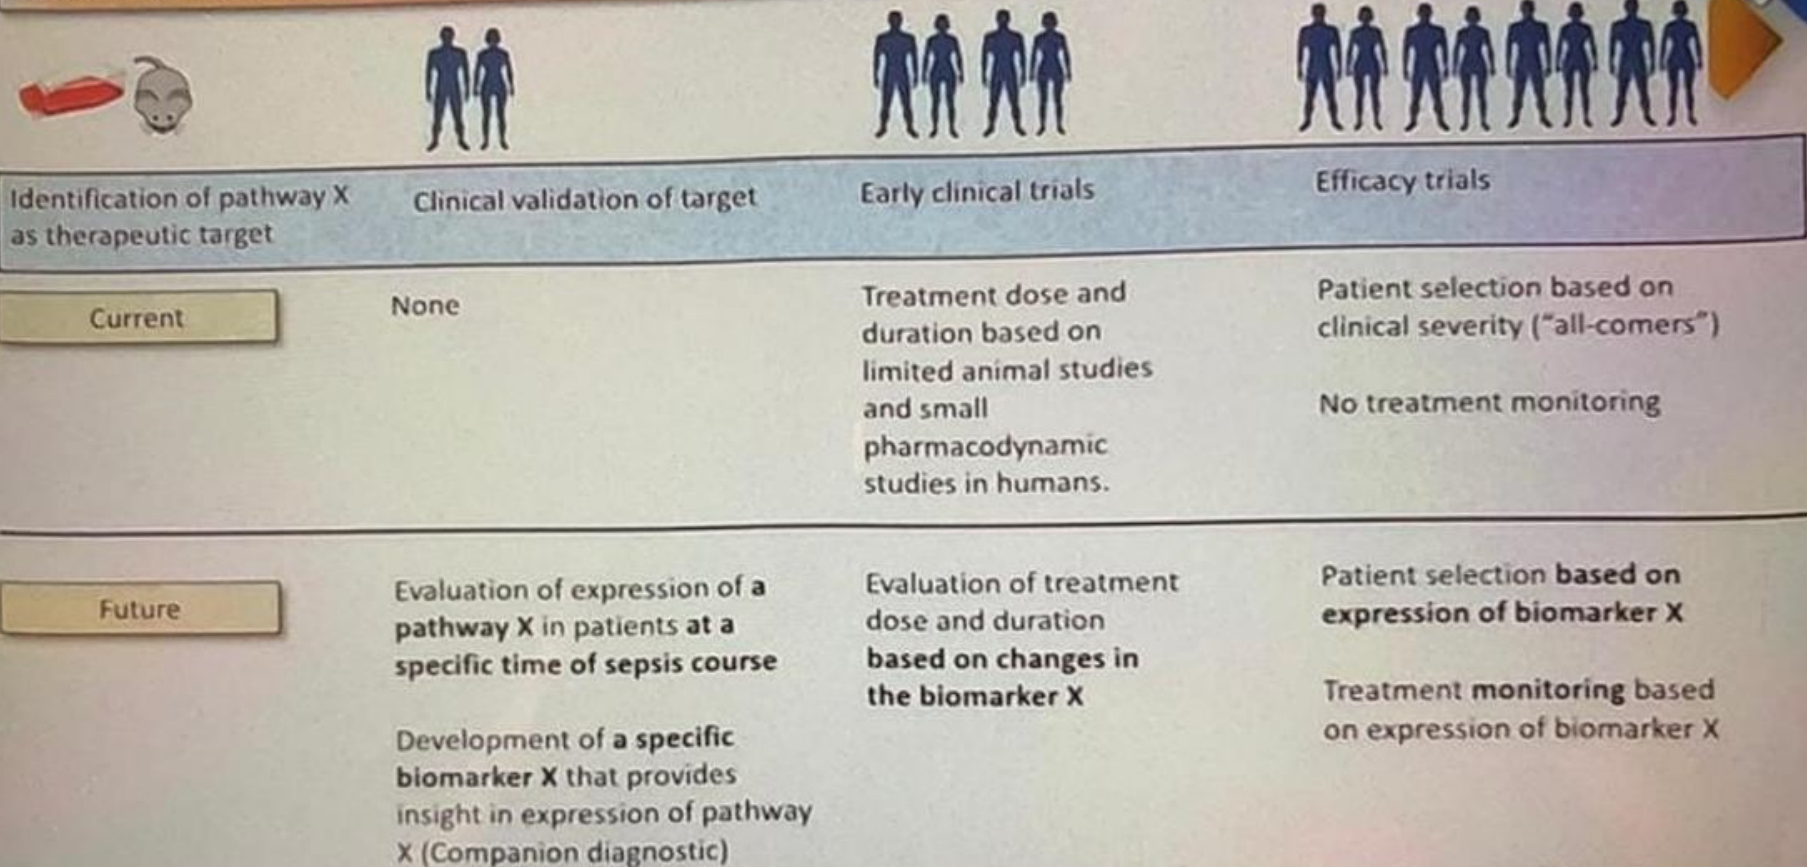 Identification of pathway X
as therapeutic target
Clinical validation of target
Early clinical trials
Efficacy trials
Current
None
Treatment dose and
duration based on
limited animal studies
and small
pharmacodynamic
studies in humans.
Patient selection based on
clinical severity ("all-comers")
No treatment monitoring
Future
Evaluation of expression of a
pathway X in patients at a
specific time of sepsis course
Development of a specific
biomarker X that provides
insight in expression of pathway
X (Companion diagnostic)
Evaluation of treatment
dose and duration
based on changes in
the biomarker X
Patient selection based on
expression of biomarker X
Treatment monitoring based
on expression of biomarker X